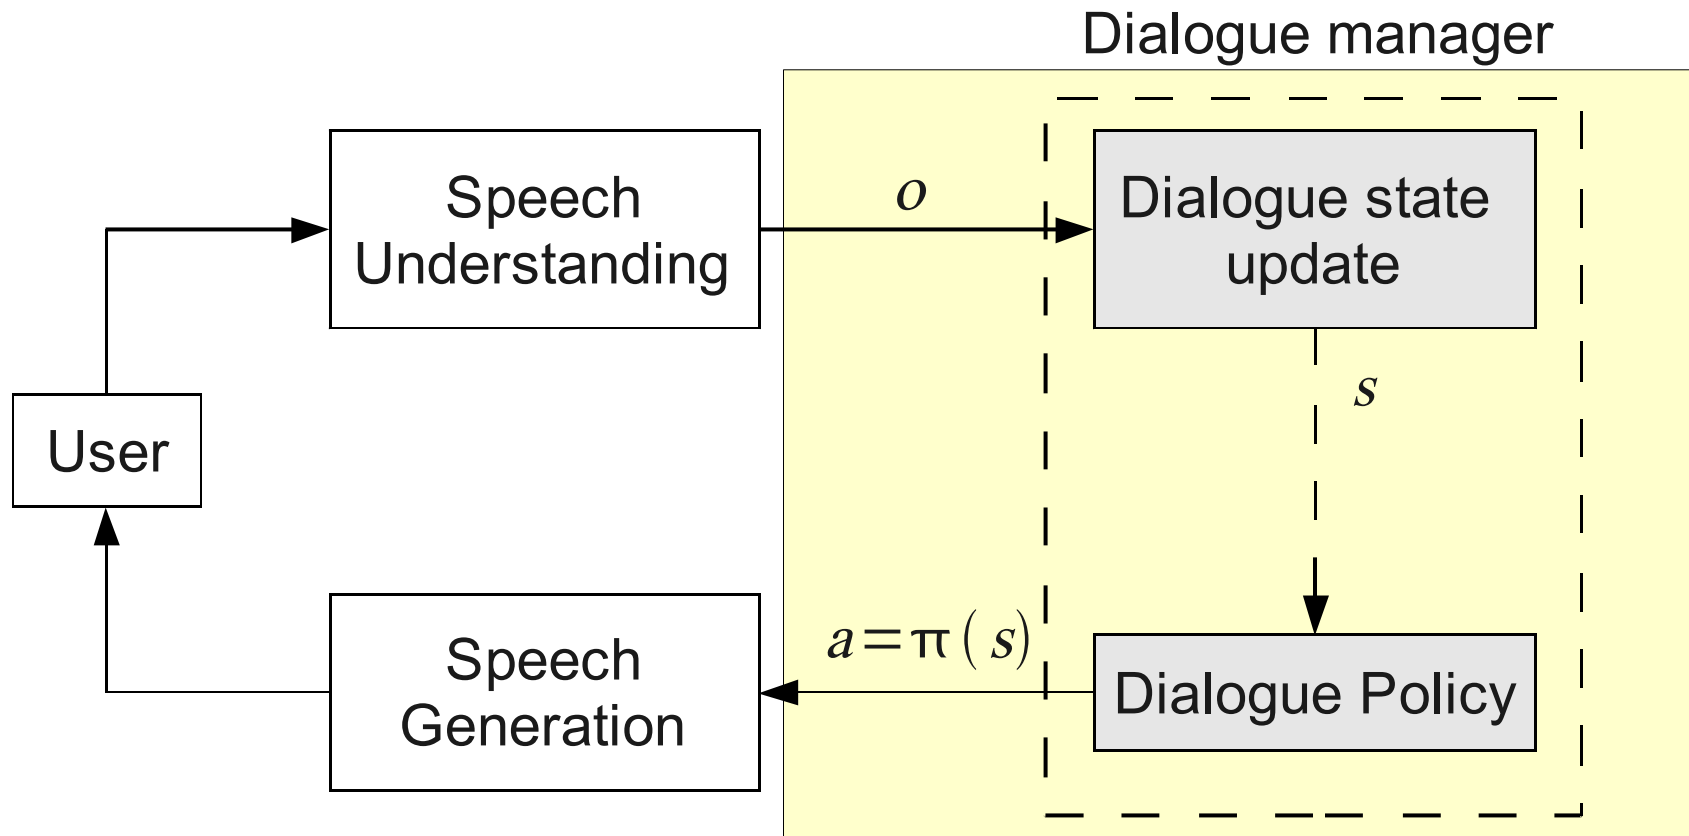 Dialogue manager
Speech
Understanding
o
Dialogue state
update
s
User
Speech
Generation
a=π(s)
Dialogue Policy